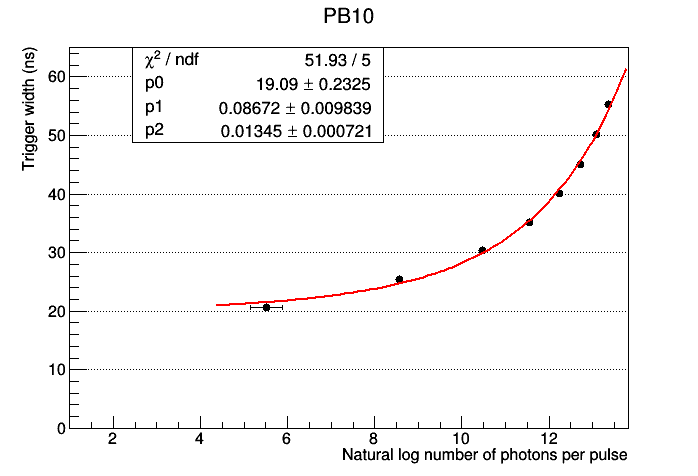 PB10
χ² / ndf 51.93 / 5
p0 19.09 ± 0.2325
p1 0.08672 ± 0.009839
p2 0.01345 ± 0.000721
Trigger width (ns)
60
50
40
30
20
10
0
2 4 6 8 10 12
Natural log number of photons per pulse